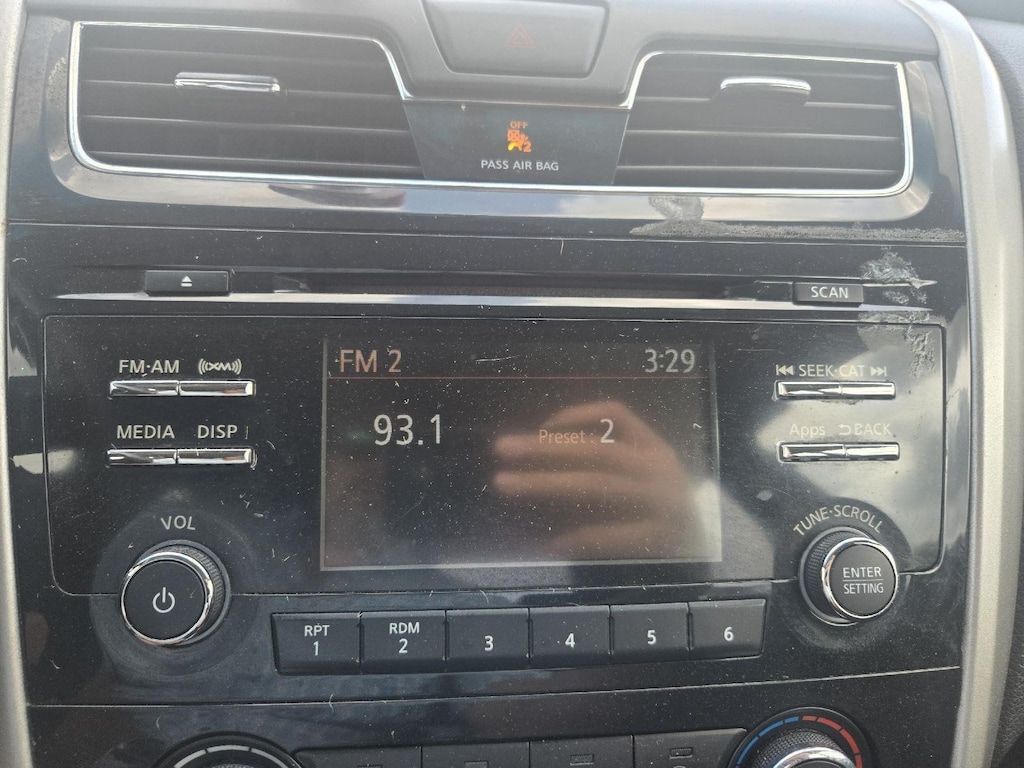 OFF
PASS AIR BAG
SCAN
FM·AM
XM
FM 2
3:29
SEEK·CAT
93.1
Preset : 2
MEDIA
DISP
Apps
BACK
VOL
TUNE·SCROLL
ENTER
SETTING
RPT
1
RDM
2
3
4
5
6